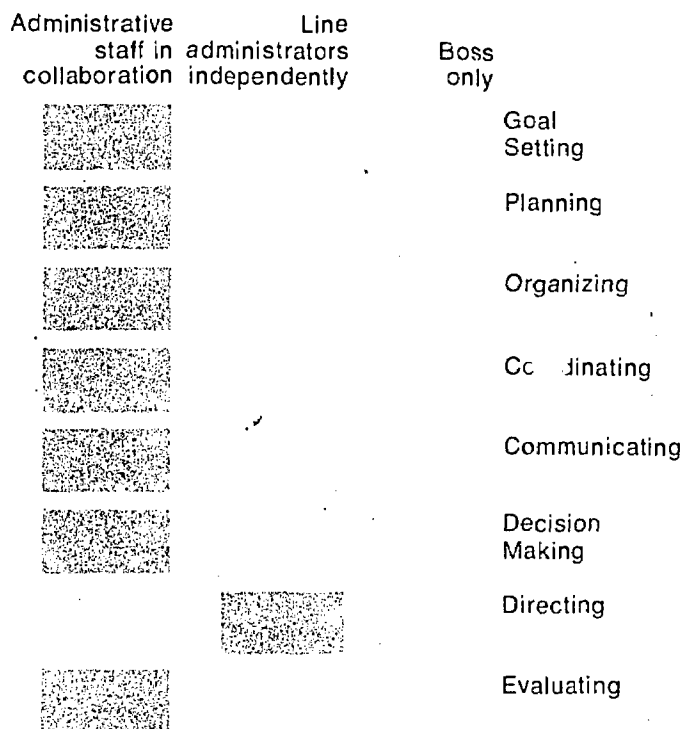 Administrative
staff in
collaboration
Line
administrators
independently
Boss
only
Goal
Setting
Planning
Organizing
Communicating
Decision
Making
Directing
Evaluating